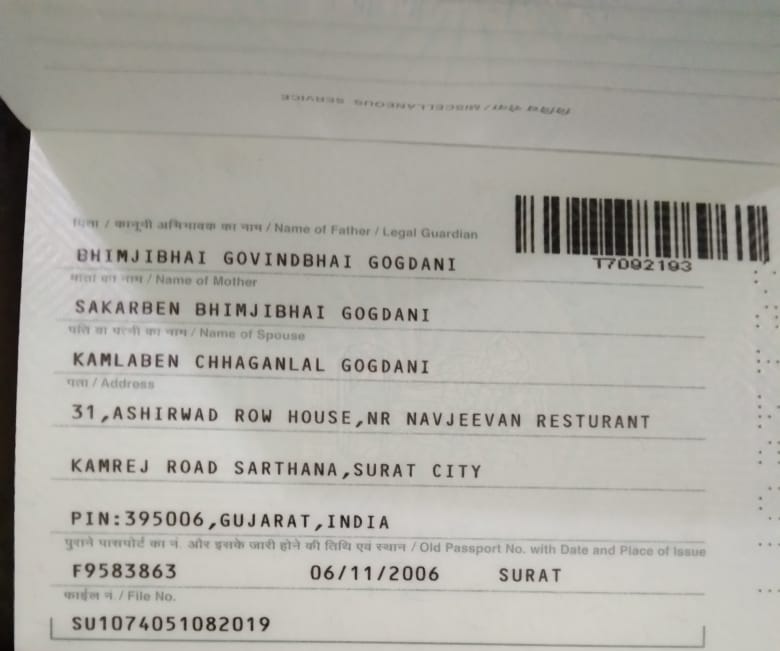 विविध सेवा / MISCELLANEOUS SERVICE
पिता / कानूनी अभिभावक का नाम / Name of Father / Legal Guardian
BHIMJIBHAI GOVINDBHAI GOGDANI
T7092193
माता का नाम / Name of Mother
SAKARBEN BHIMJIBHAI GOGDANI
पति या पत्नी का नाम / Name of Spouse
KAMLABEN CHHAGANLAL GOGDANI
पता / Address
31,ASHIRWAD ROW HOUSE,NR NAVJEEVAN RESTURANT
KAMREJ ROAD SARTHANA,SURAT CITY
PIN:395006,GUJARAT,INDIA
पुराने पासपोर्ट का नं. और इसके जारी होने की तिथि एवं स्थान / Old Passport No. with Date and Place of Issue
F9583863 06/11/2006 SURAT
फाईल नं. / File No.
SU1074051082019